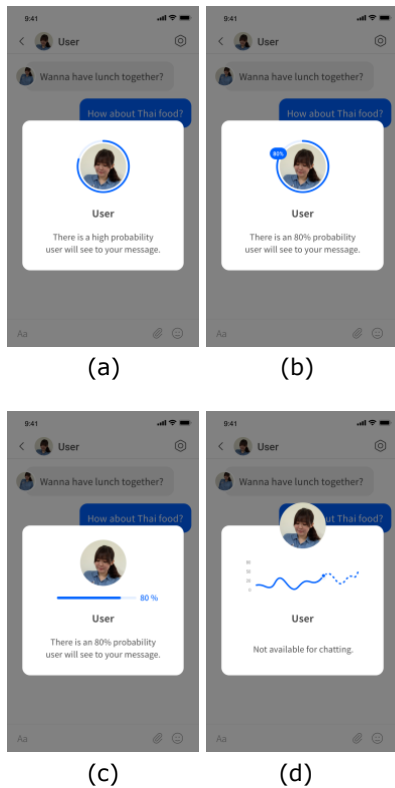 9:41
User
Wanna have lunch together?
How about Thai food?
User
There is a high probability
user will see to your message.
Aa
(a)
9:41
User
Wanna have lunch together?
How about Thai food?
80%
User
There is an 80% probability
user will see to your message.
Aa
(b)
9:41
User
Wanna have lunch together?
How about Thai food?
80 %
User
There is an 80% probability
user will see to your message.
Aa
(c)
9:41
User
Wanna have lunch together?
ut Thai food?
User
Not available for chatting.
Aa
(d)